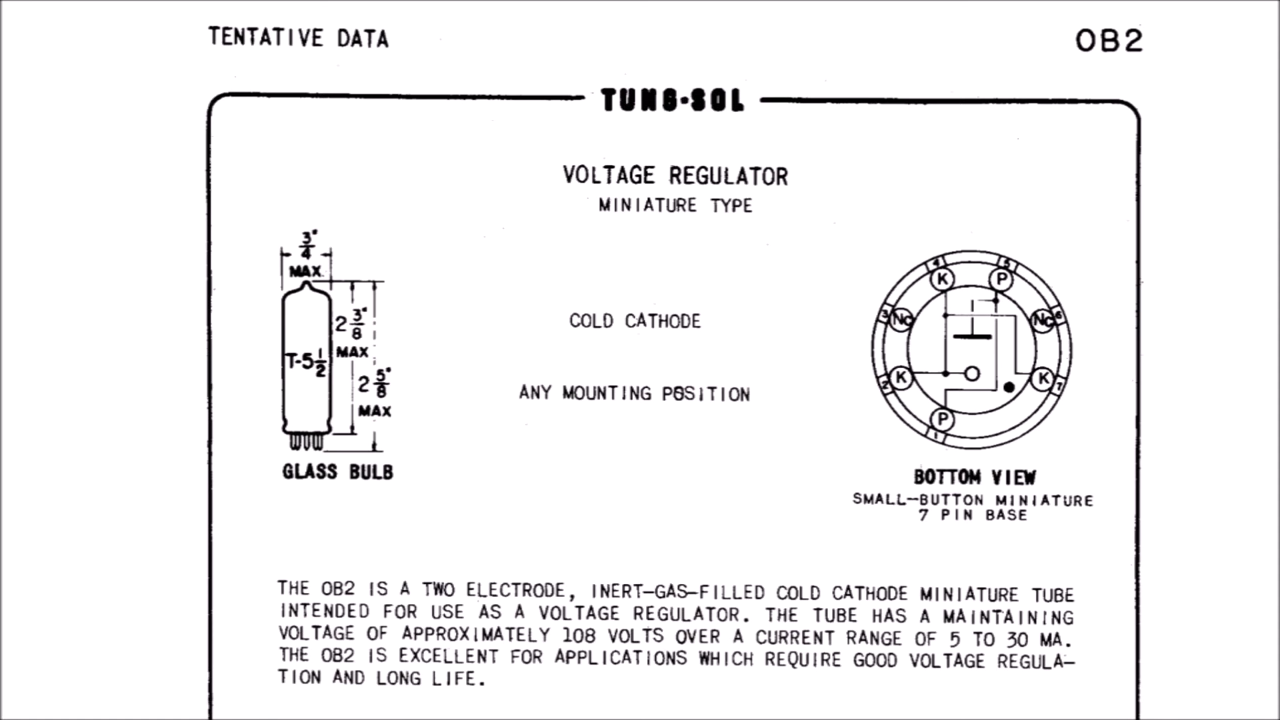 TENTATIVE DATA
OB2
TUNG-SOL
VOLTAGE REGULATOR
MINIATURE TYPE
3"
4
MAX.
2 3"
8
MAX.
T-5 1
2
2 5"
8
MAX.
GLASS BULB
COLD CATHODE
ANY MOUNTING POSITION
4 5
K P
3 NC NC 6
2 K K 7
P
1
BOTTOM VIEW
SMALL-BUTTON MINIATURE
7 PIN BASE
THE OB2 IS A TWO ELECTRODE, INERT-GAS-FILLED COLD CATHODE MINIATURE TUBE
INTENDED FOR USE AS A VOLTAGE REGULATOR. THE TUBE HAS A MAINTAINING
VOLTAGE OF APPROXIMATELY 108 VOLTS OVER A CURRENT RANGE OF 5 TO 30 MA.
THE OB2 IS EXCELLENT FOR APPLICATIONS WHICH REQUIRE GOOD VOLTAGE REGULA-
TION AND LONG LIFE.